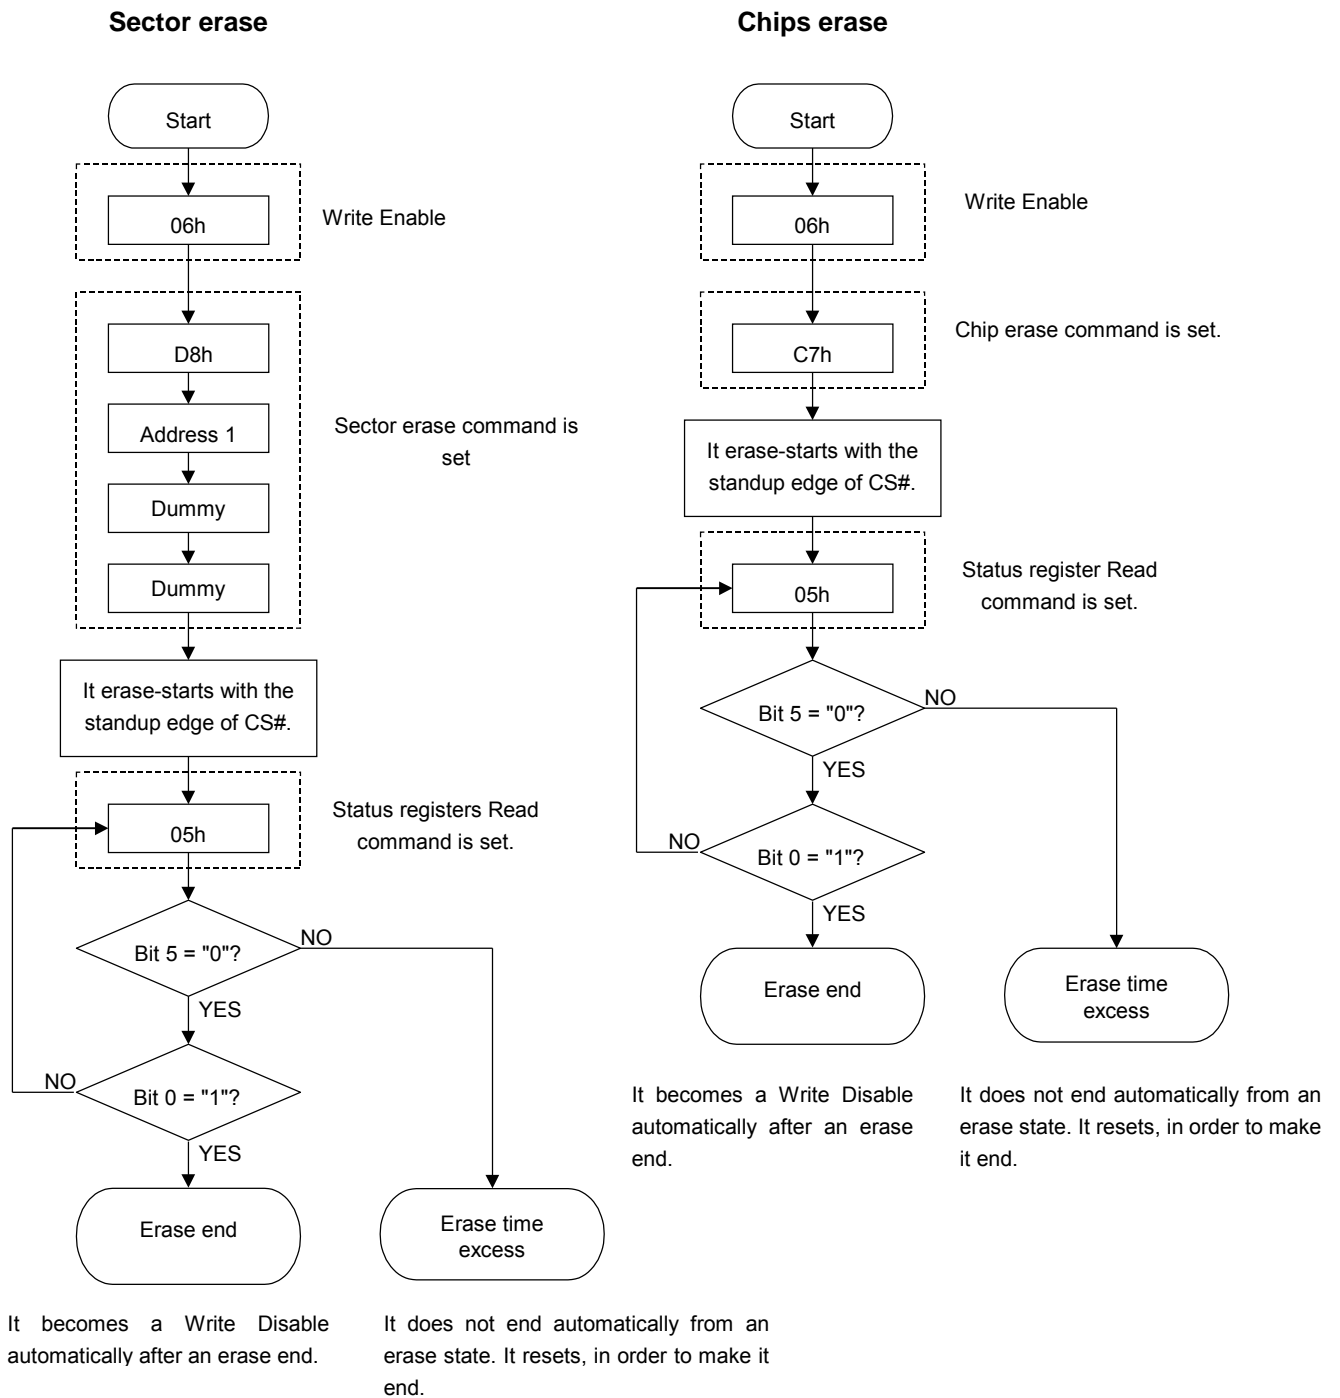 Sector erase
Start
06h
Write Enable
D8h
Address 1
Dummy
Dummy
Sector erase command is
set
It erase-starts with the
standup edge of CS#.
05h
Status registers Read
command is set.
Bit 5 = "0"?
NO
YES
Bit 0 = "1"?
NO
YES
Erase end
Erase time
excess
It becomes a Write Disable
automatically after an erase end.
It does not end automatically from an
erase state. It resets, in order to make it
end.
Chips erase
Start
06h
Write Enable
C7h
Chip erase command is set.
It erase-starts with the
standup edge of CS#.
05h
Status register Read
command is set.
Bit 5 = "0"?
NO
YES
Bit 0 = "1"?
NO
YES
Erase end
Erase time
excess
It becomes a Write Disable
automatically after an erase
end.
It does not end automatically from an
erase state. It resets, in order to make
it end.